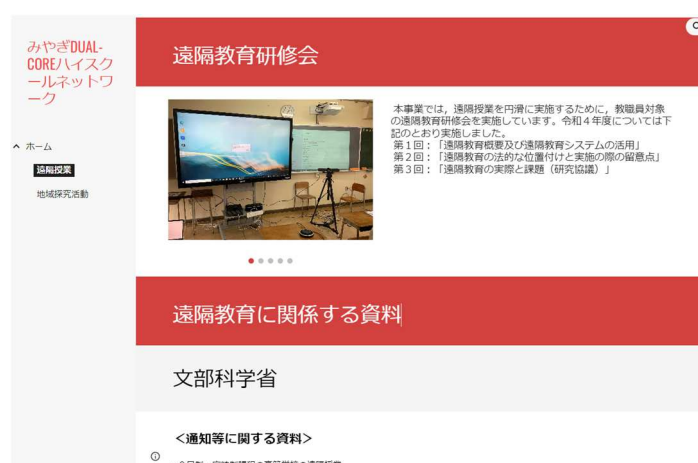 みやぎDUAL-
COREハイスク
ールネットワ
ーク
ホーム
遠隔授業
地域探究活動
遠隔教育研修会
本事業では，遠隔授業を円滑に実施するために，教職員対象
の遠隔教育研修会を実施しています。令和４年度については下
記のとおり実施しました。
第１回：「遠隔教育概要及び遠隔教育システムの活用」
第２回：「遠隔教育の法的な位置付けと実施の際の留意点」
第３回：「遠隔教育の実際と課題（研究協議）」
遠隔教育に関係する資料
文部科学省
＜通知等に関する資料＞